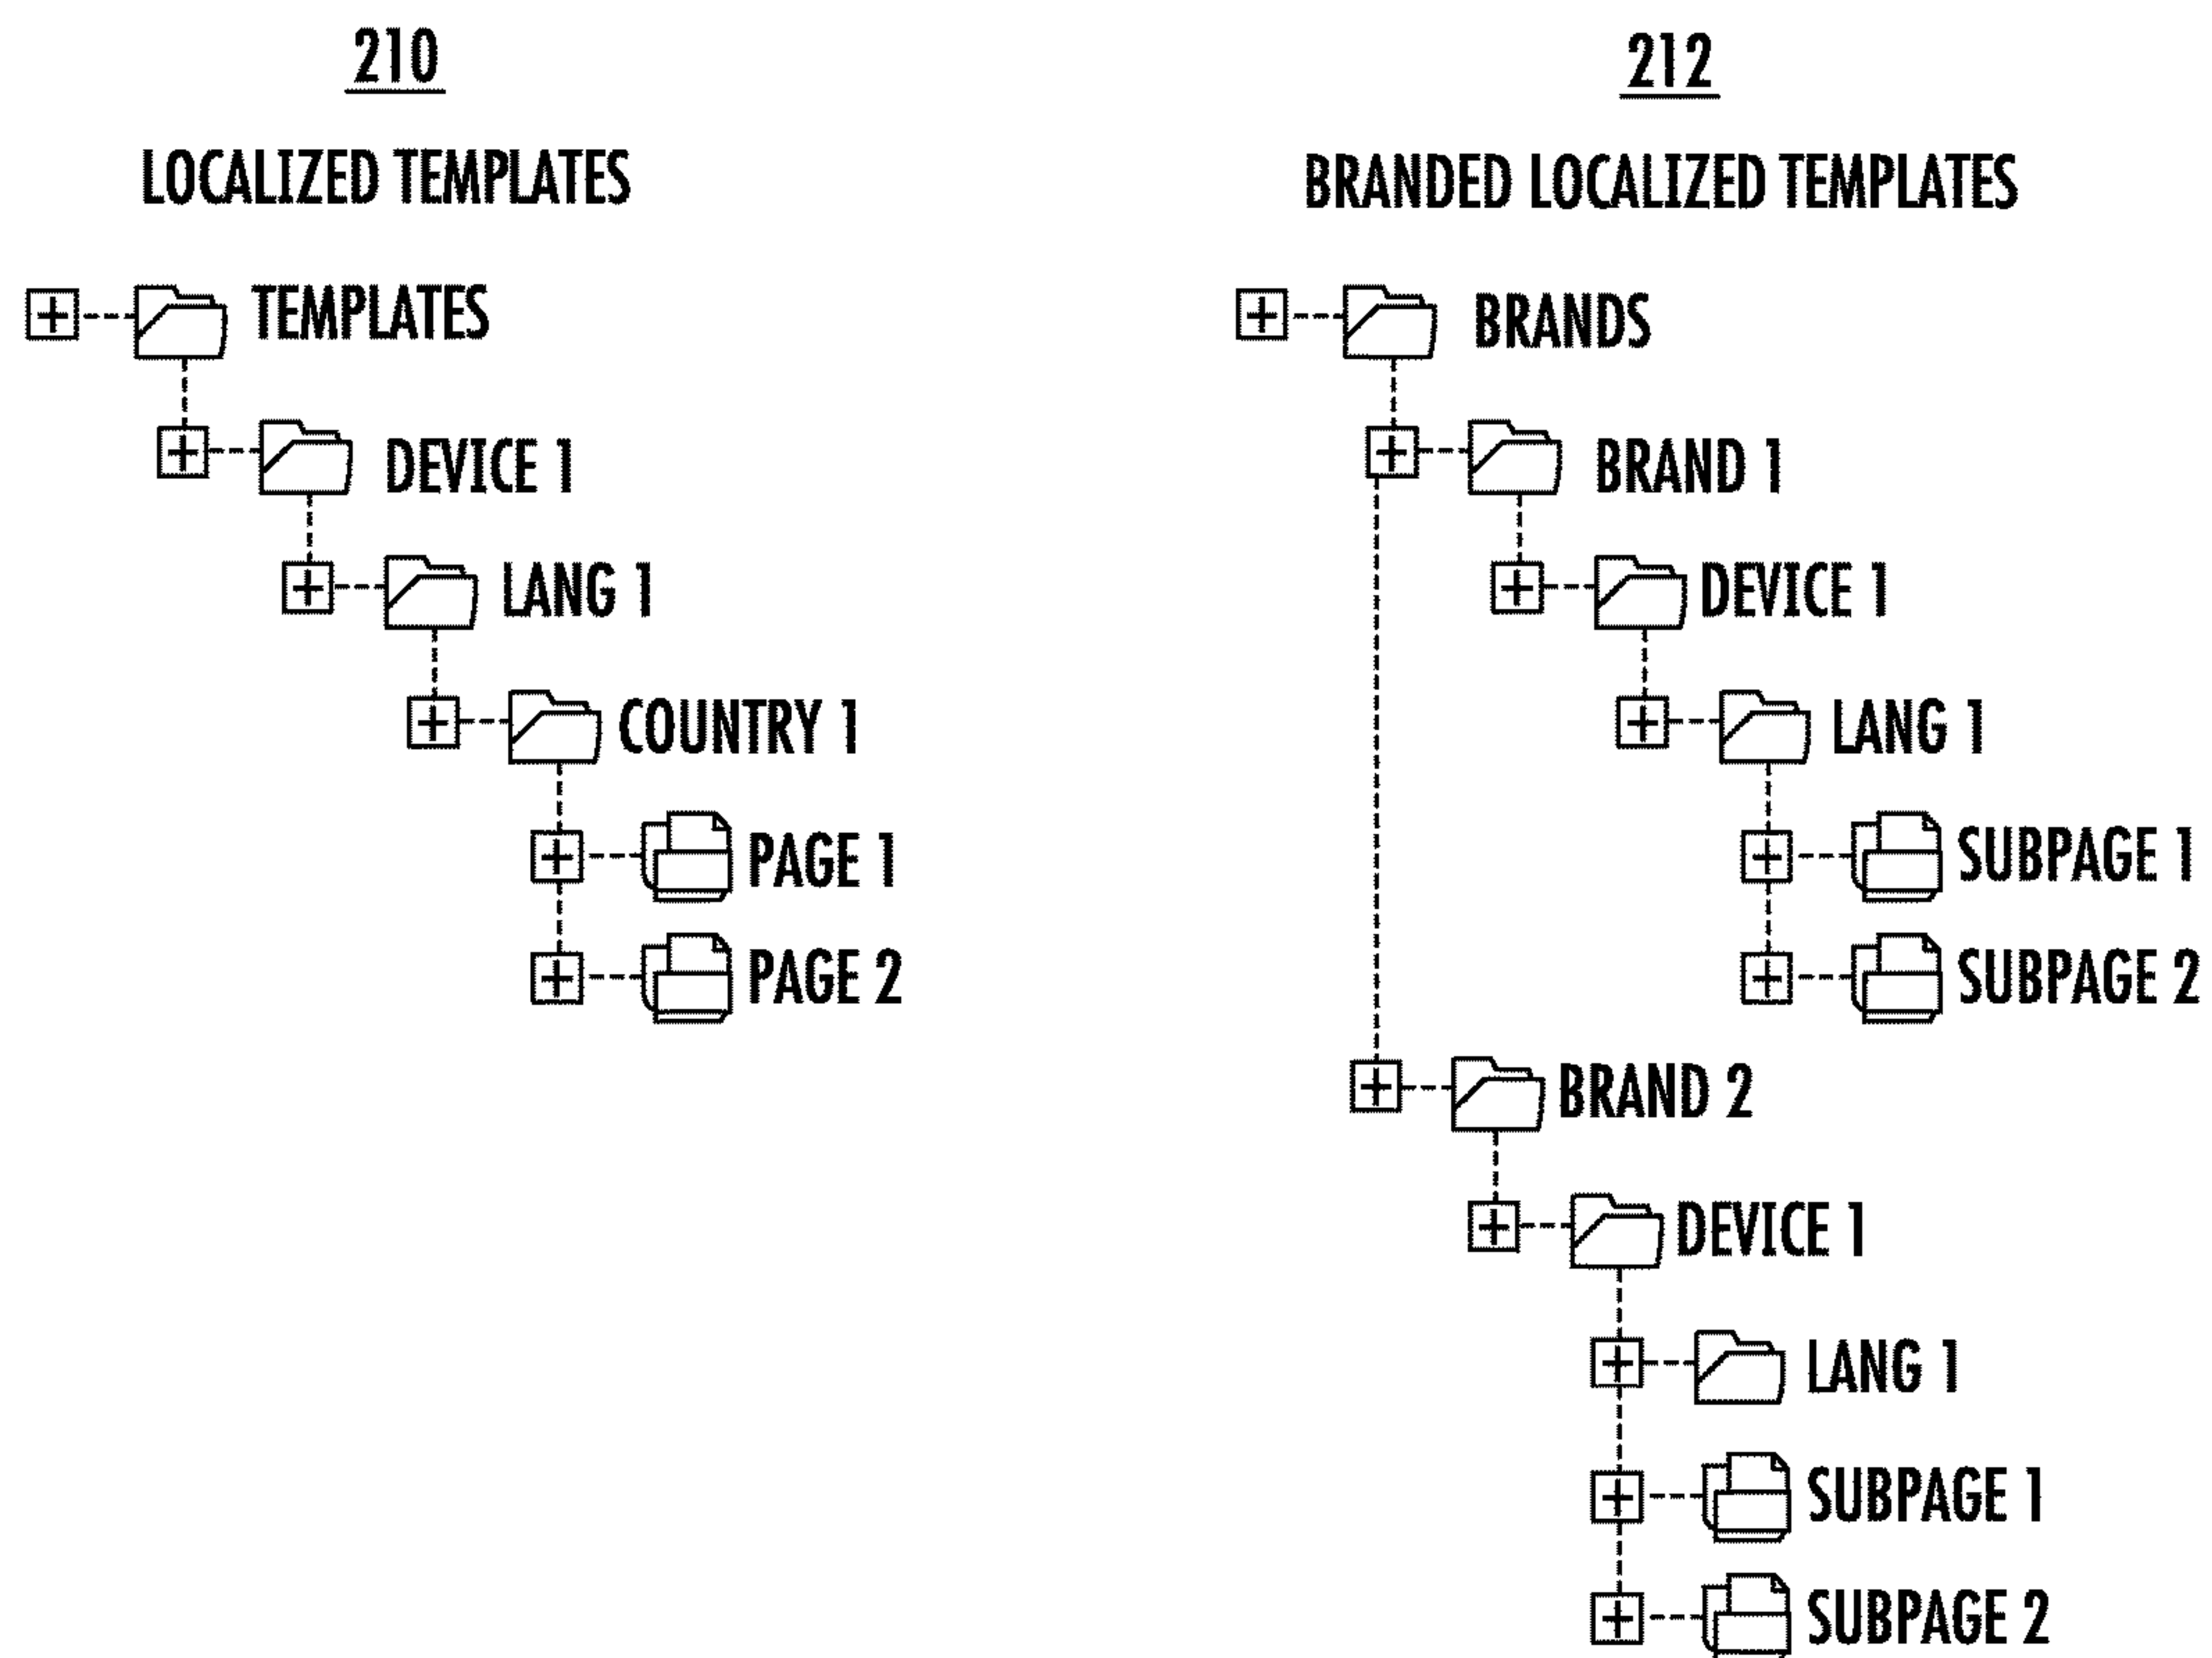 210
LOCALIZED TEMPLATES
TEMPLATES
DEVICE 1
LANG 1
COUNTRY 1
PAGE 1
PAGE 2
212
BRANDED LOCALIZED TEMPLATES
BRANDS
BRAND 1
DEVICE 1
LANG 1
SUBPAGE 1
SUBPAGE 2
BRAND 2
DEVICE 1
LANG 1
SUBPAGE 1
SUBPAGE 2